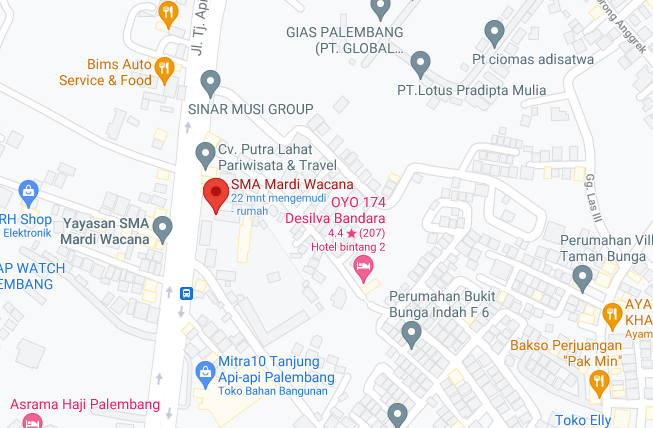 Jl. Tj. Api
GIAS PALEMBANG
(PT. GLOBAL...
Bims Auto
Service & Food
Pt ciomas adisatwa
PT.Lotus Pradipta Mulia
SINAR MUSI GROUP
Cv. Putra Lahat
Pariwisata & Travel
SMA Mardi Wacana
22 mnt mengemudi
- rumah
OYO 174
Desilva Bandara
4.4 ★ (207)
Hotel bintang 2
Gg. Las III
RH Shop
Elektronik
Yayasan SMA
Mardi Wacana
AP WATCH
EMBANG
Perumahan Vill
Taman Bunga
Perumahan Bukit
Bunga Indah F 6
AYA
KHA
Ayam
Bakso Perjuangan
"Pak Min"
Mitra10 Tanjung
Api-api Palembang
Toko Bahan Bangunan
Asrama Haji Palembang
Toko Elly